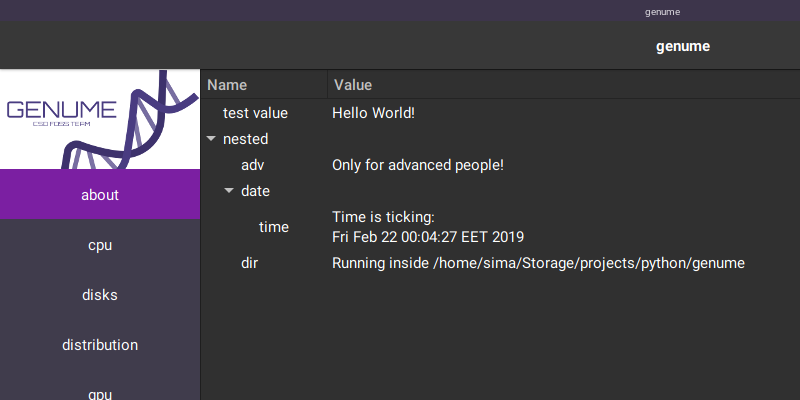 genume
genume
GENUME
CSD FOSS TEAM
Name Value
test value Hello World!
nested
adv Only for advanced people!
date
time Time is ticking:
Fri Feb 22 00:04:27 EET 2019
dir Running inside /home/sima/Storage/projects/python/genume
about
cpu
disks
distribution
gpu